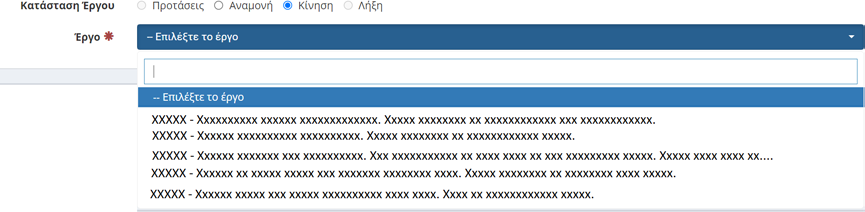 Κατάσταση Έργου Προτάσεις Αναμονή Κίνηση Λήξη
Έργο * – Επιλέξτε το έργο
-- Επιλέξτε το έργο
XXXXX - Xxxxxxxxxx xxxxxx xxxxxxxxxxxxx. Xxxxx xxxxxxxx xx xxxxxxxxxxxx xxx xxxxxxxxxxxx.
XXXXX - Xxxxxx xxxxxxxxxx xxxxxxxxxx. Xxxxx xxxxxxxx xx xxxxxxxxxxxx xxxxx.
XXXXX - Xxxxxx xxxxxxx xxx xxxxxxxxxx. Xxx xxxxxxxxxxx xx xxxx xxxx xx xxx xxxxxxxxx xxxxx. Xxxxx xxxx xxxx xx....
XXXXX - Xxxxxx xx xxxxx xxxxx xxx xxxxxxx xxxxxxxx xxxx. Xxxxx xxxxxxxx xx xxxxxxxx xxxx xxxxx.
XXXXX - Xxxxxx xxxxx xxx xxxxx xxxxxxxxxx xxxx xxxx. Xxxx xx xxxxxxxxxxxx xxxxx.